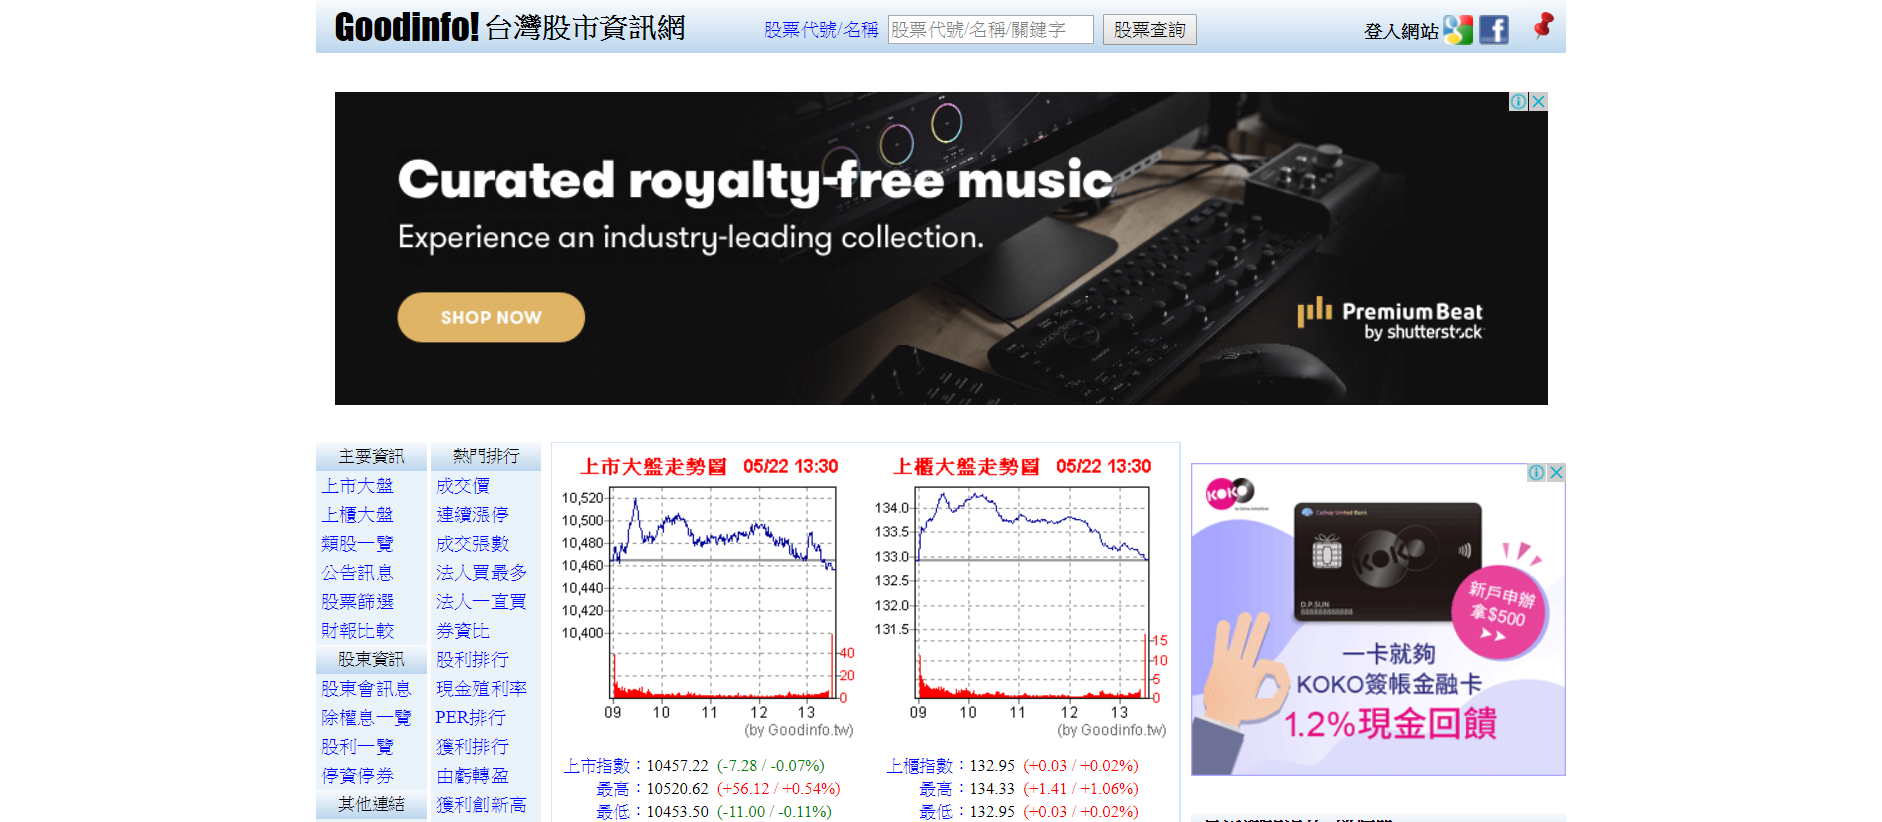 Goodinfo! 台灣股市資訊網
股票代號/名稱 股票代號/名稱/關鍵字 股票查詢
登入網站
Curated royalty-free music
Experience an industry-leading collection.
SHOP NOW
PremiumBeat
by shutterstock
主要資訊
上市大盤
上櫃大盤
類股一覽
公告訊息
股票篩選
財報比較
股東資訊
股東會訊息
除權息一覽
股利一覽
停資停券
其他連結
熱門排行
成交價
連續漲停
成交張數
法人買最多
法人一直買
券資比
股利排行
現金殖利率
PER排行
獲利排行
由虧轉盈
獲利創新高
上市大盤走勢圖 05/22 13:30
10,520
10,500
10,480
10,460
10,440
10,420
10,400
40
20
0
09 10 11 12 13
(by Goodinfo.tw)
上市指數：10457.22 (-7.28 / -0.07%)
最高：10520.62 (+56.12 / +0.54%)
最低：10453.50 (-11.00 / -0.11%)
上櫃大盤走勢圖 05/22 13:30
134.0
133.5
133.0
132.5
132.0
131.5
15
10
5
0
09 10 11 12 13
(by Goodinfo.tw)
上櫃指數：132.95 (+0.03 / +0.02%)
最高：134.33 (+1.41 / +1.06%)
最低：132.95 (+0.03 / +0.02%)
KOKO
Cathay United Bank
KOKO
D.P.SUN
888888888888
新戶申辦
拿$500
一卡就夠
KOKO簽帳金融卡
1.2%現金回饋